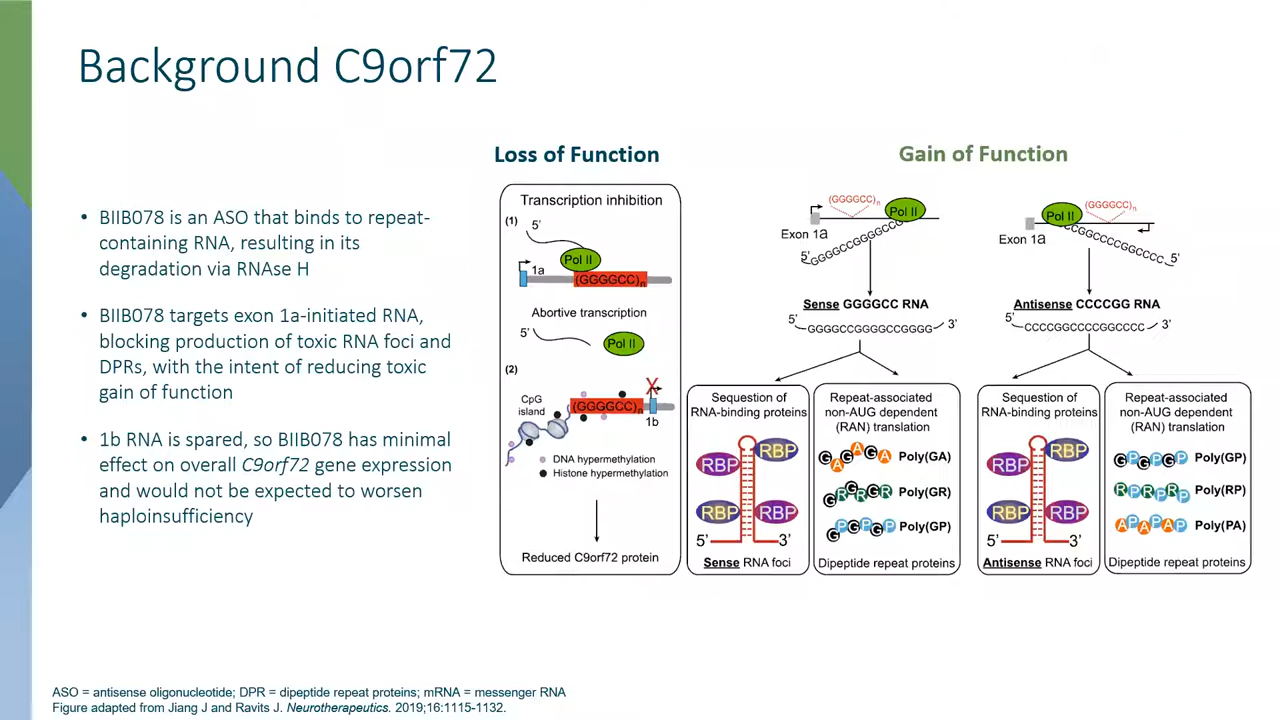 Background C9orf72
• BIIB078 is an ASO that binds to repeat-
containing RNA, resulting in its
degradation via RNAse H
• BIIB078 targets exon 1a-initiated RNA,
blocking production of toxic RNA foci and
DPRs, with the intent of reducing toxic
gain of function
• 1b RNA is spared, so BIIB078 has minimal
effect on overall C9orf72 gene expression
and would not be expected to worsen
haploinsufficiency
Loss of Function
Transcription inhibition
(1)
5'
Pol II
1a
(GGGGCC)n
Abortive transcription
5'
Pol II
(2)
CpG
island
(GGGGCC)n
X
1b
DNA hypermethylation
Histone hypermethylation
Reduced C9orf72 protein
Gain of Function
(GGGGCC)n
Pol II
Exon 1a
5'
GGGGCCGGGGCCG
Sense GGGGCC RNA
5'
GGGGCCGGGGCCGGGG
3'
Sequestion of
RNA-binding proteins
RBP
RBP
RBP
RBP
5'
3'
Sense RNA foci
Repeat-associated
non-AUG dependent
(RAN) translation
GAGAGA
Poly(GA)
GRGRGR
Poly(GR)
GPGPGP
Poly(GP)
Dipeptide repeat proteins
Pol II
(GGGGCC)n
Exon 1a
5'
Antisense CCCCGG RNA
5'
CCCCGGCCCCGGCCCC
3'
Sequestion of
RNA-binding proteins
RBP
RBP
RBP
RBP
5'
3'
Antisense RNA foci
Repeat-associated
non-AUG dependent
(RAN) translation
GPGPGP
Poly(GP)
RPRPRP
Poly(RP)
APAPAP
Poly(PA)
Dipeptide repeat proteins
ASO = antisense oligonucleotide; DPR = dipeptide repeat proteins; mRNA = messenger RNA
Figure adapted from Jiang J and Ravits J. Neurotherapeutics. 2019;16:1115-1132.